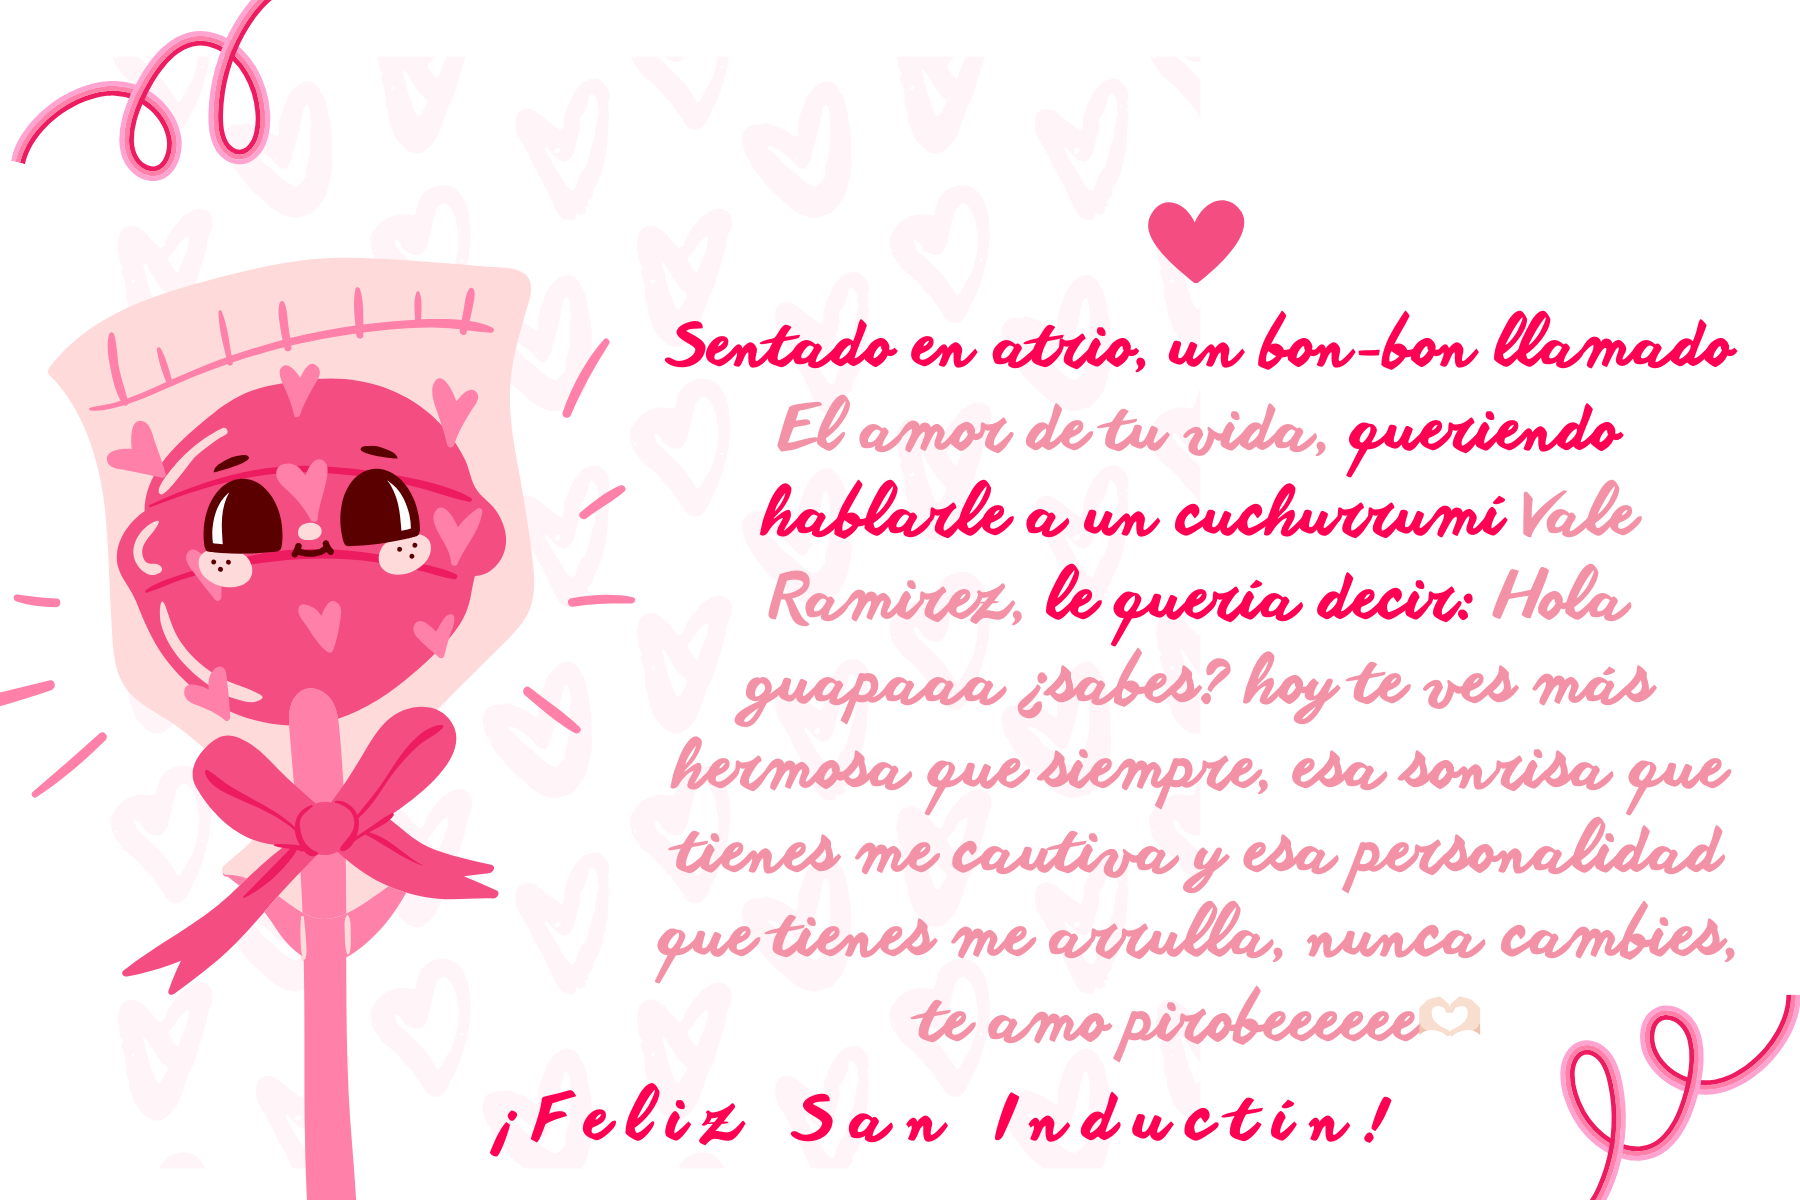 Sentado en atrio, un bon-bon llamado
El amor de tu vida, queriendo
hablarle a un cuchurrumí Vale
Ramirez, le quería decir: Hola
guapaaa ¿sabes? hoy te ves más
hermosa que siempre, esa sonrisa que
tienes me cautiva y esa personalidad
que tienes me arrulla, nunca cambies,
te amo pirobeeeeee🫶🏻
¡Feliz San Inductín!